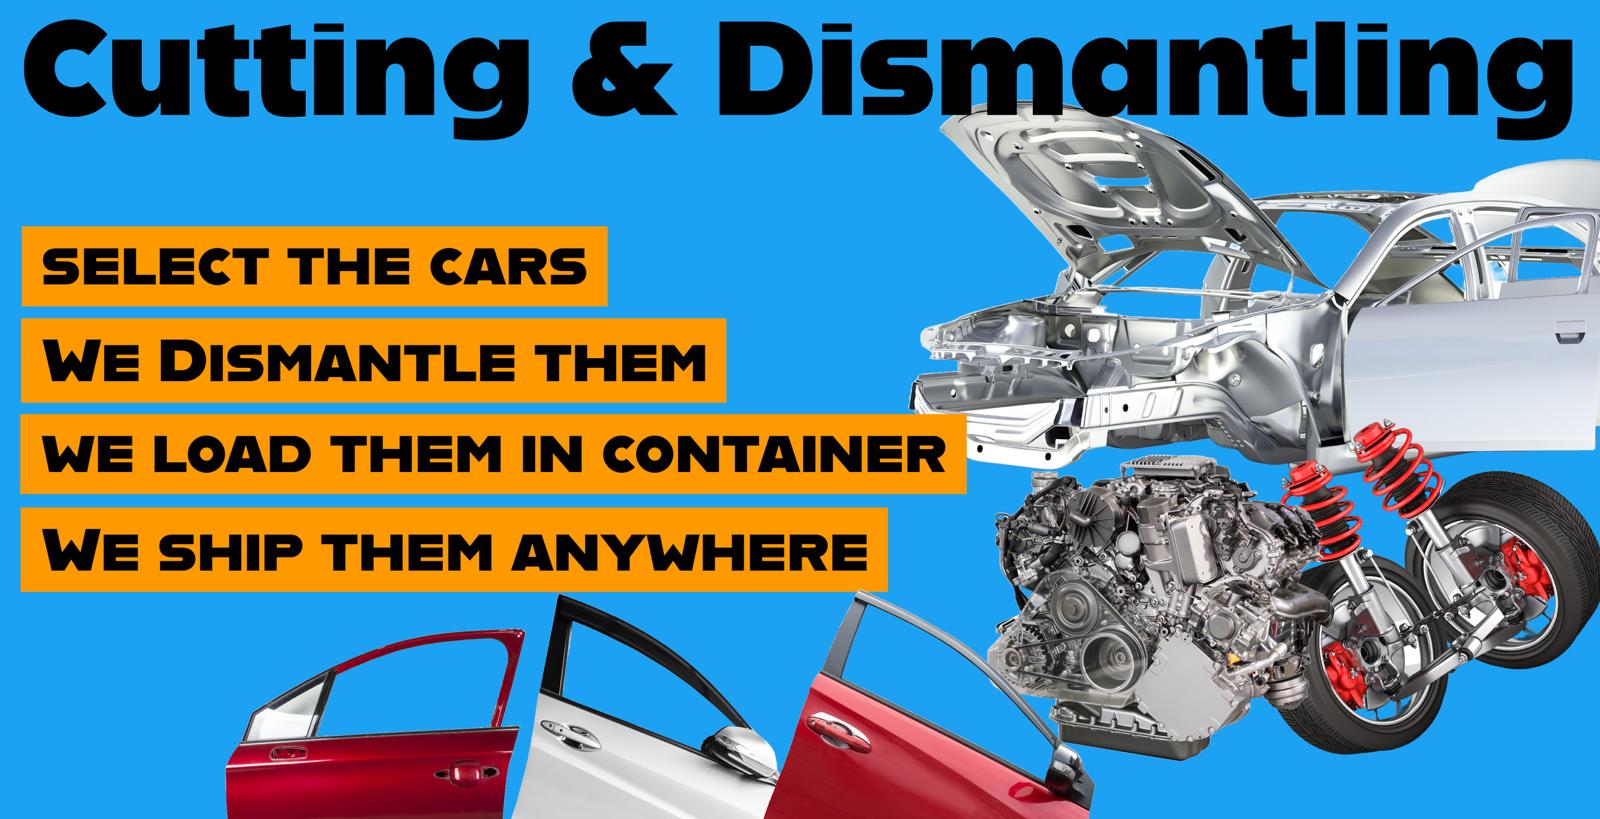 Cutting & Dismantling
SELECT THE CARS
WE DISMANTLE THEM
WE LOAD THEM IN CONTAINER
WE SHIP THEM ANYWHERE